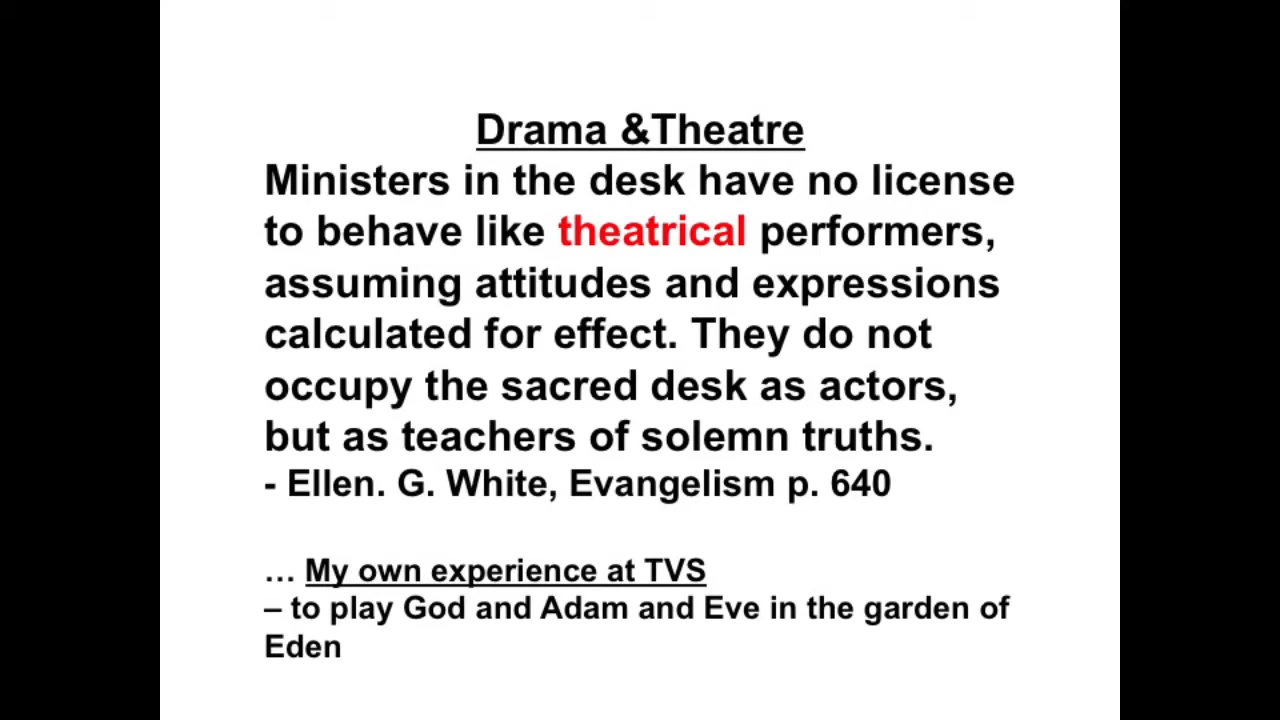 Drama &Theatre
Ministers in the desk have no license
to behave like theatrical performers,
assuming attitudes and expressions
calculated for effect. They do not
occupy the sacred desk as actors,
but as teachers of solemn truths.
- Ellen. G. White, Evangelism p. 640
… My own experience at TVS
– to play God and Adam and Eve in the garden of
Eden